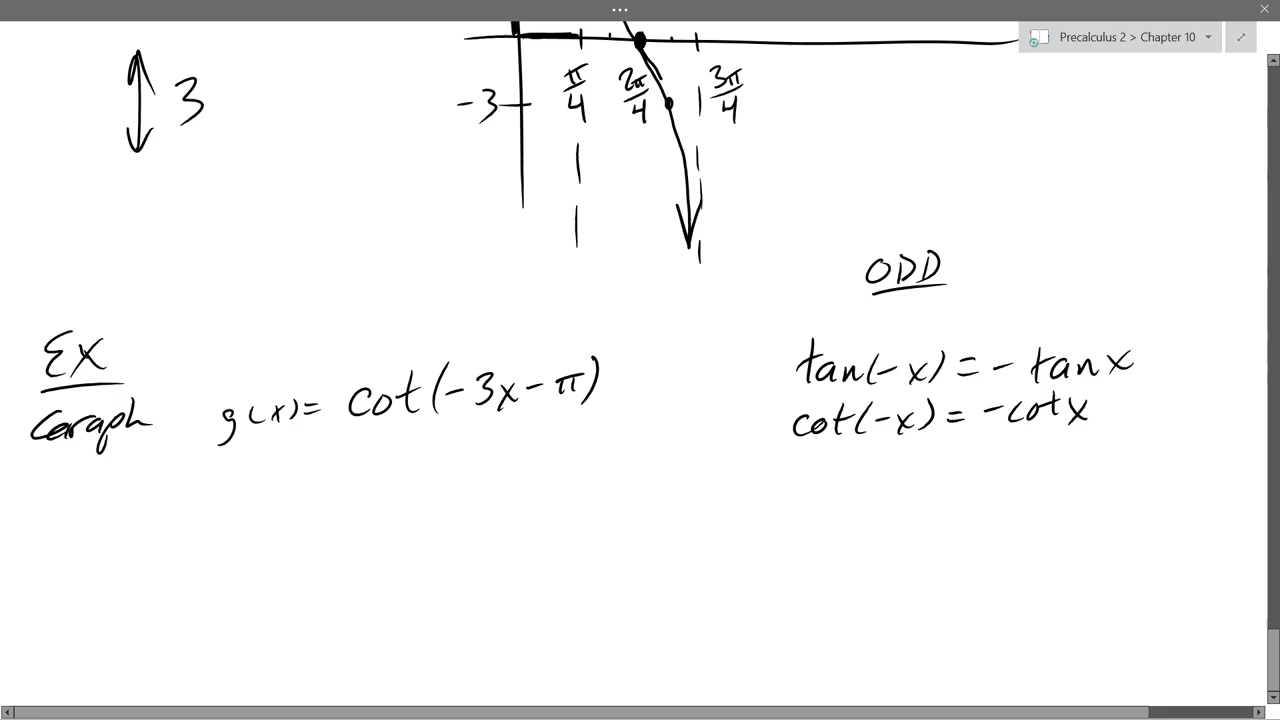 Precalculus 2 > Chapter 10
3
π/4 2π/4 3π/4
-3
ODD
Ex
Graph g(x) = cot(-3x - π)
tan(-x) = - tan x
cot(-x) = - cot x